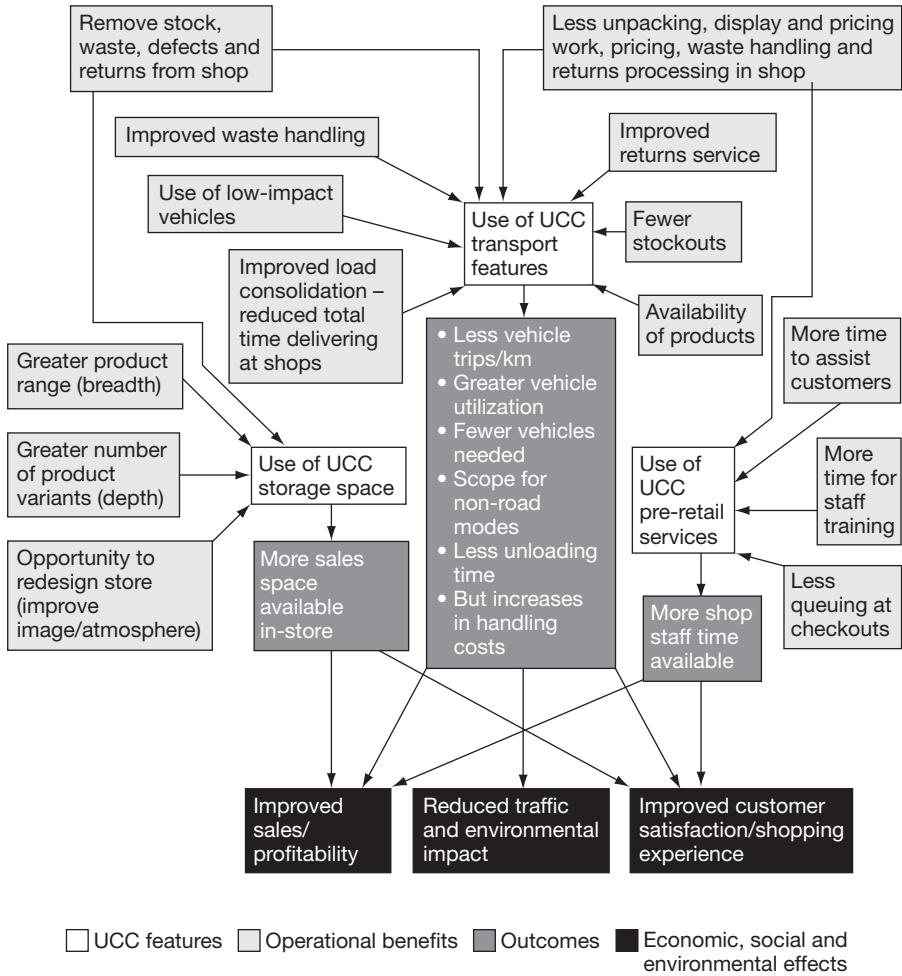 Remove stock,
waste, defects and
returns from shop
Less unpacking, display and pricing
work, pricing, waste handling and
returns processing in shop
Improved waste handling
Improved
returns service
Use of low-impact
vehicles
Use of UCC
transport
features
Fewer
stockouts
Improved load
consolidation –
reduced total
time delivering
at shops
Availability
of products
Greater product
range (breadth)
• Less vehicle
trips/km
• Greater vehicle
utilization
• Fewer vehicles
needed
• Scope for
non-road
modes
• Less unloading
time
• But increases
in handling
costs
More time
to assist
customers
Greater number
of product
variants (depth)
Use of UCC
storage space
Use of
UCC
pre-retail
services
More
time for
staff
training
Opportunity to
redesign store
(improve
image/atmosphere)
More sales
space
available
in-store
More shop
staff time
available
Less
queuing at
checkouts
Improved
sales/
profitability
Reduced traffic
and environmental
impact
Improved customer
satisfaction/shopping
experience
UCC features
Operational benefits
Outcomes
Economic, social and
environmental effects